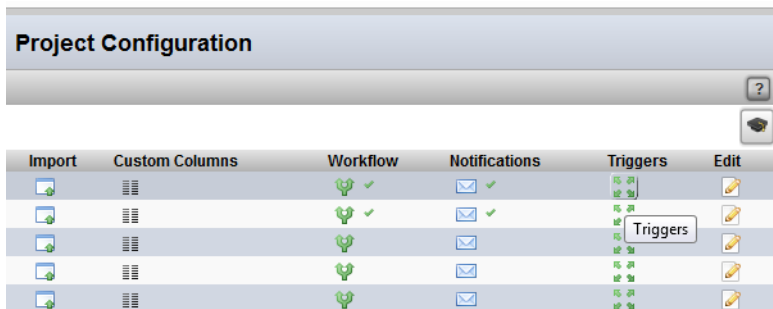 Project Configuration
?
Import Custom Columns Workflow Notifications Triggers Edit
Triggers